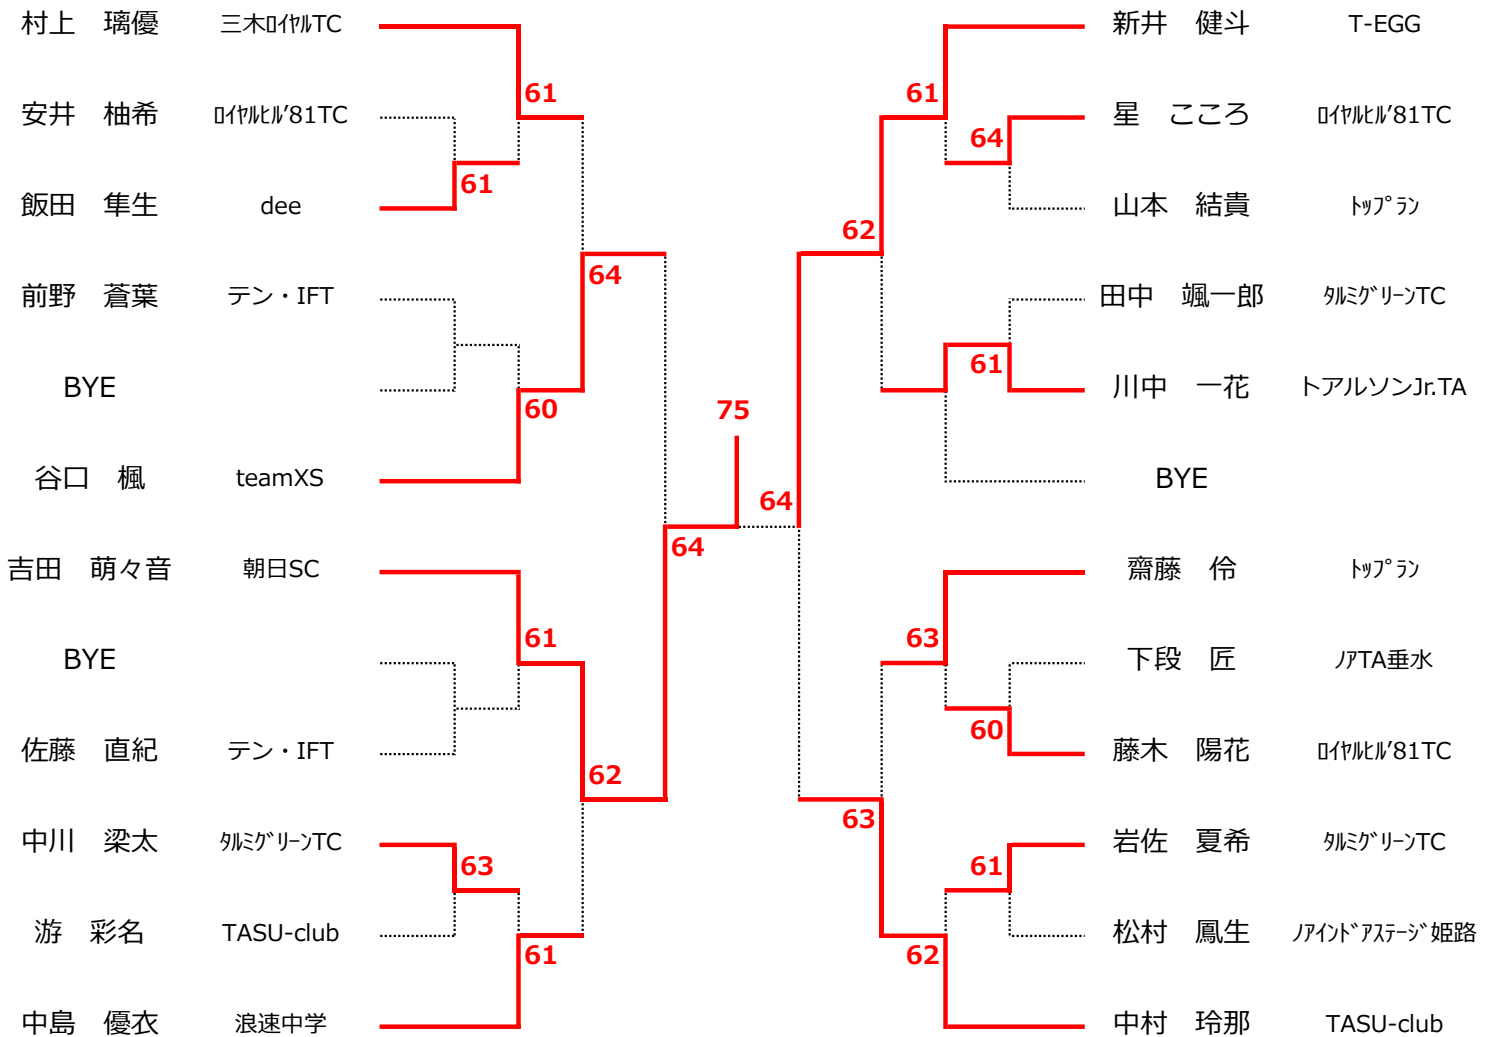 村上　璃優　三木ﾛｲﾔﾙTC
新井　健斗　T-EGG
61
61
安井　柚希　ﾛｲﾔﾙﾋﾙ’81TC
星　こころ　ﾛｲﾔﾙﾋﾙ’81TC
64
61
飯田　隼生　dee
山本　結貴　ﾄｯﾌﾟﾗﾝ
62
64
前野　蒼葉　テン・IFT
田中　颯一郎　ﾀﾙﾐｸﾞﾘｰﾝTC
61
BYE
川中　一花　トアルソンJr.TA
60
75
谷口　楓　teamXS
BYE
64
64
吉田　萌々音　朝日SC
齋藤　伶　ﾄｯﾌﾟﾗﾝ
61
63
BYE
下段　匠　ﾉｱTA垂水
60
佐藤　直紀　テン・IFT
藤木　陽花　ﾛｲﾔﾙﾋﾙ’81TC
62
63
中川　梁太　ﾀﾙﾐｸﾞﾘｰﾝTC
岩佐　夏希　ﾀﾙﾐｸﾞﾘｰﾝTC
63
61
游　彩名　TASU-club
松村　鳳生　ﾉｱｲﾝﾄﾞｱｽﾃｰｼﾞ姫路
61
62
中島　優衣　浪速中学
中村　玲那　TASU-club